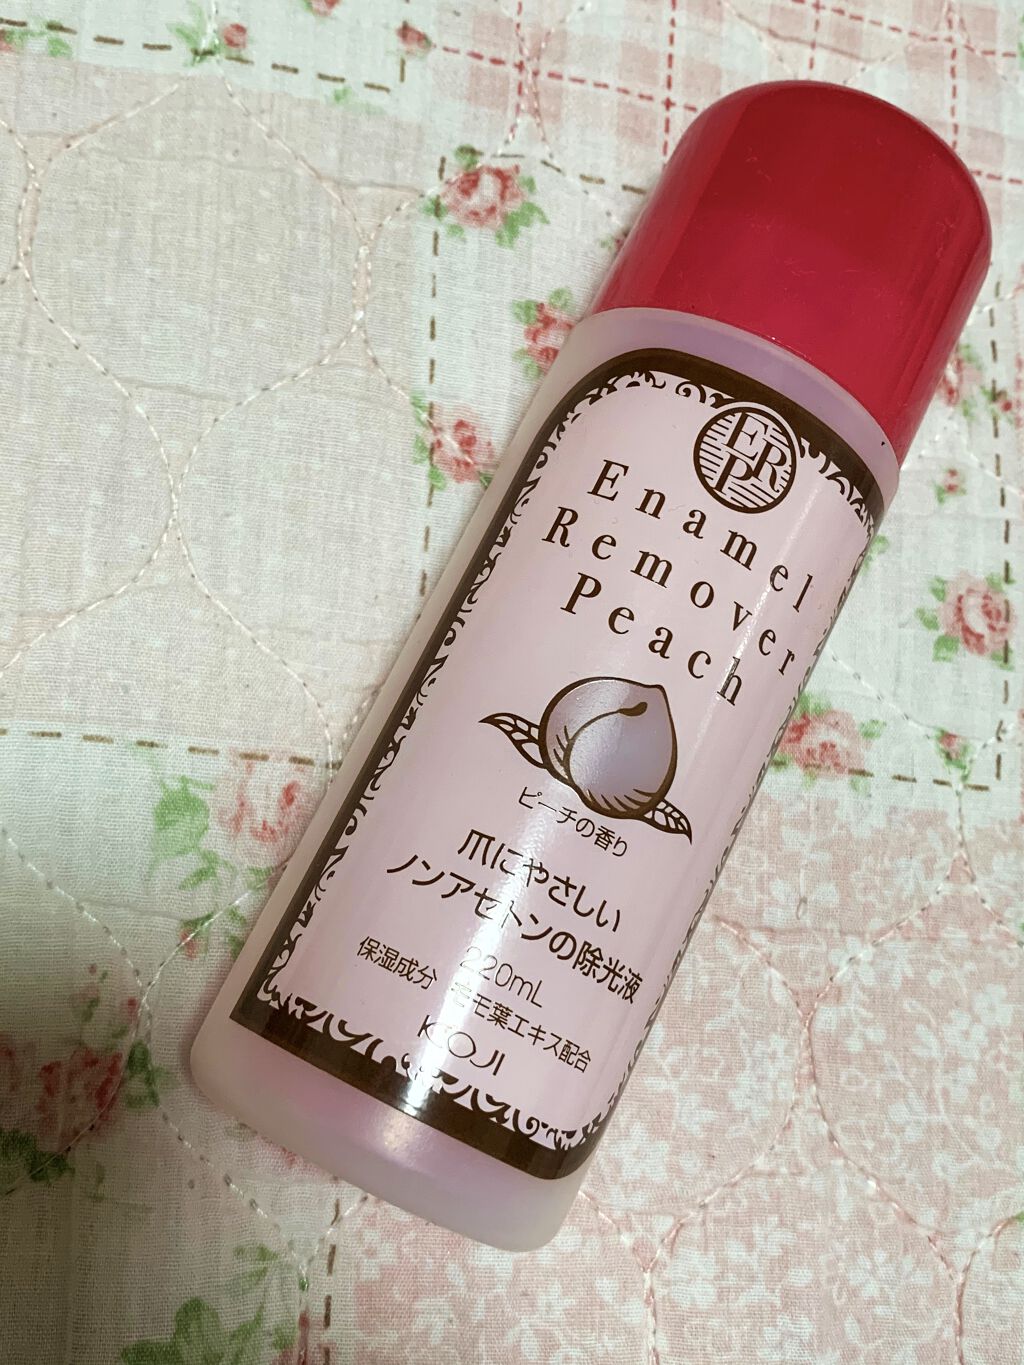 ERP
Enamel
Remover
Peach
ピーチの香り
爪にやさしい
ノンアセトンの除光液
220mL
保湿成分 モモ葉エキス配合
KOJI